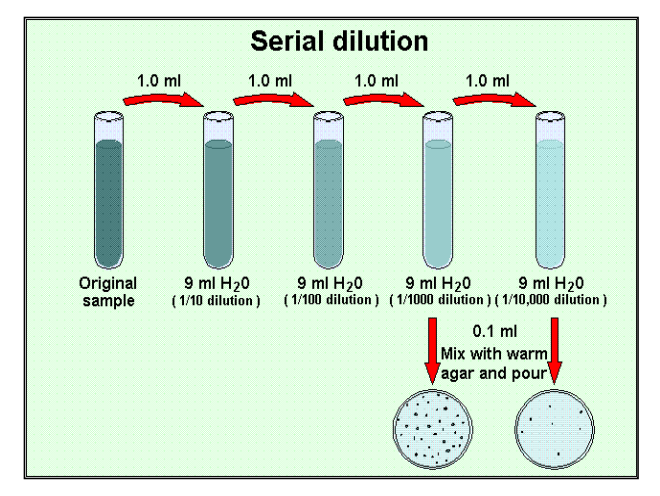 Serial dilution
1.0 ml 1.0 ml 1.0 ml 1.0 ml
Original
sample
9 ml H20
(1/10 dilution)
9 ml H20
(1/100 dilution)
9 ml H20
(1/1000 dilution)
9 ml H20
(1/10,000 dilution)
0.1 ml
Mix with warm
agar and pour